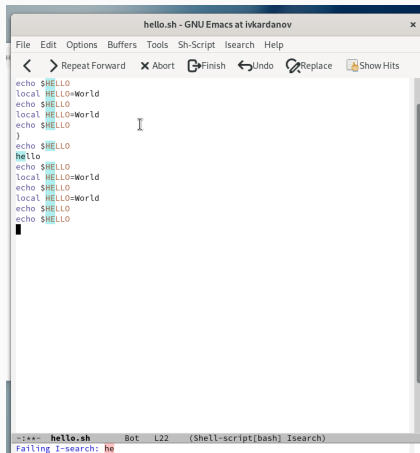 hello.sh - GNU Emacs at ivkardanov ×
File Edit Options Buffers Tools Sh-Script Isearch Help
Repeat Forward Abort Finish Undo Replace Show Hits
echo $HELLO
local HELLO=World
echo $HELLO
local HELLO=World
echo $HELLO
}
echo $HELLO
hello
echo $HELLO
local HELLO=World
echo $HELLO
local HELLO=World
echo $HELLO
echo $HELLO
-:**- hello.sh Bot L22 (Shell-script[bash] Isearch)
Failing I-search: he